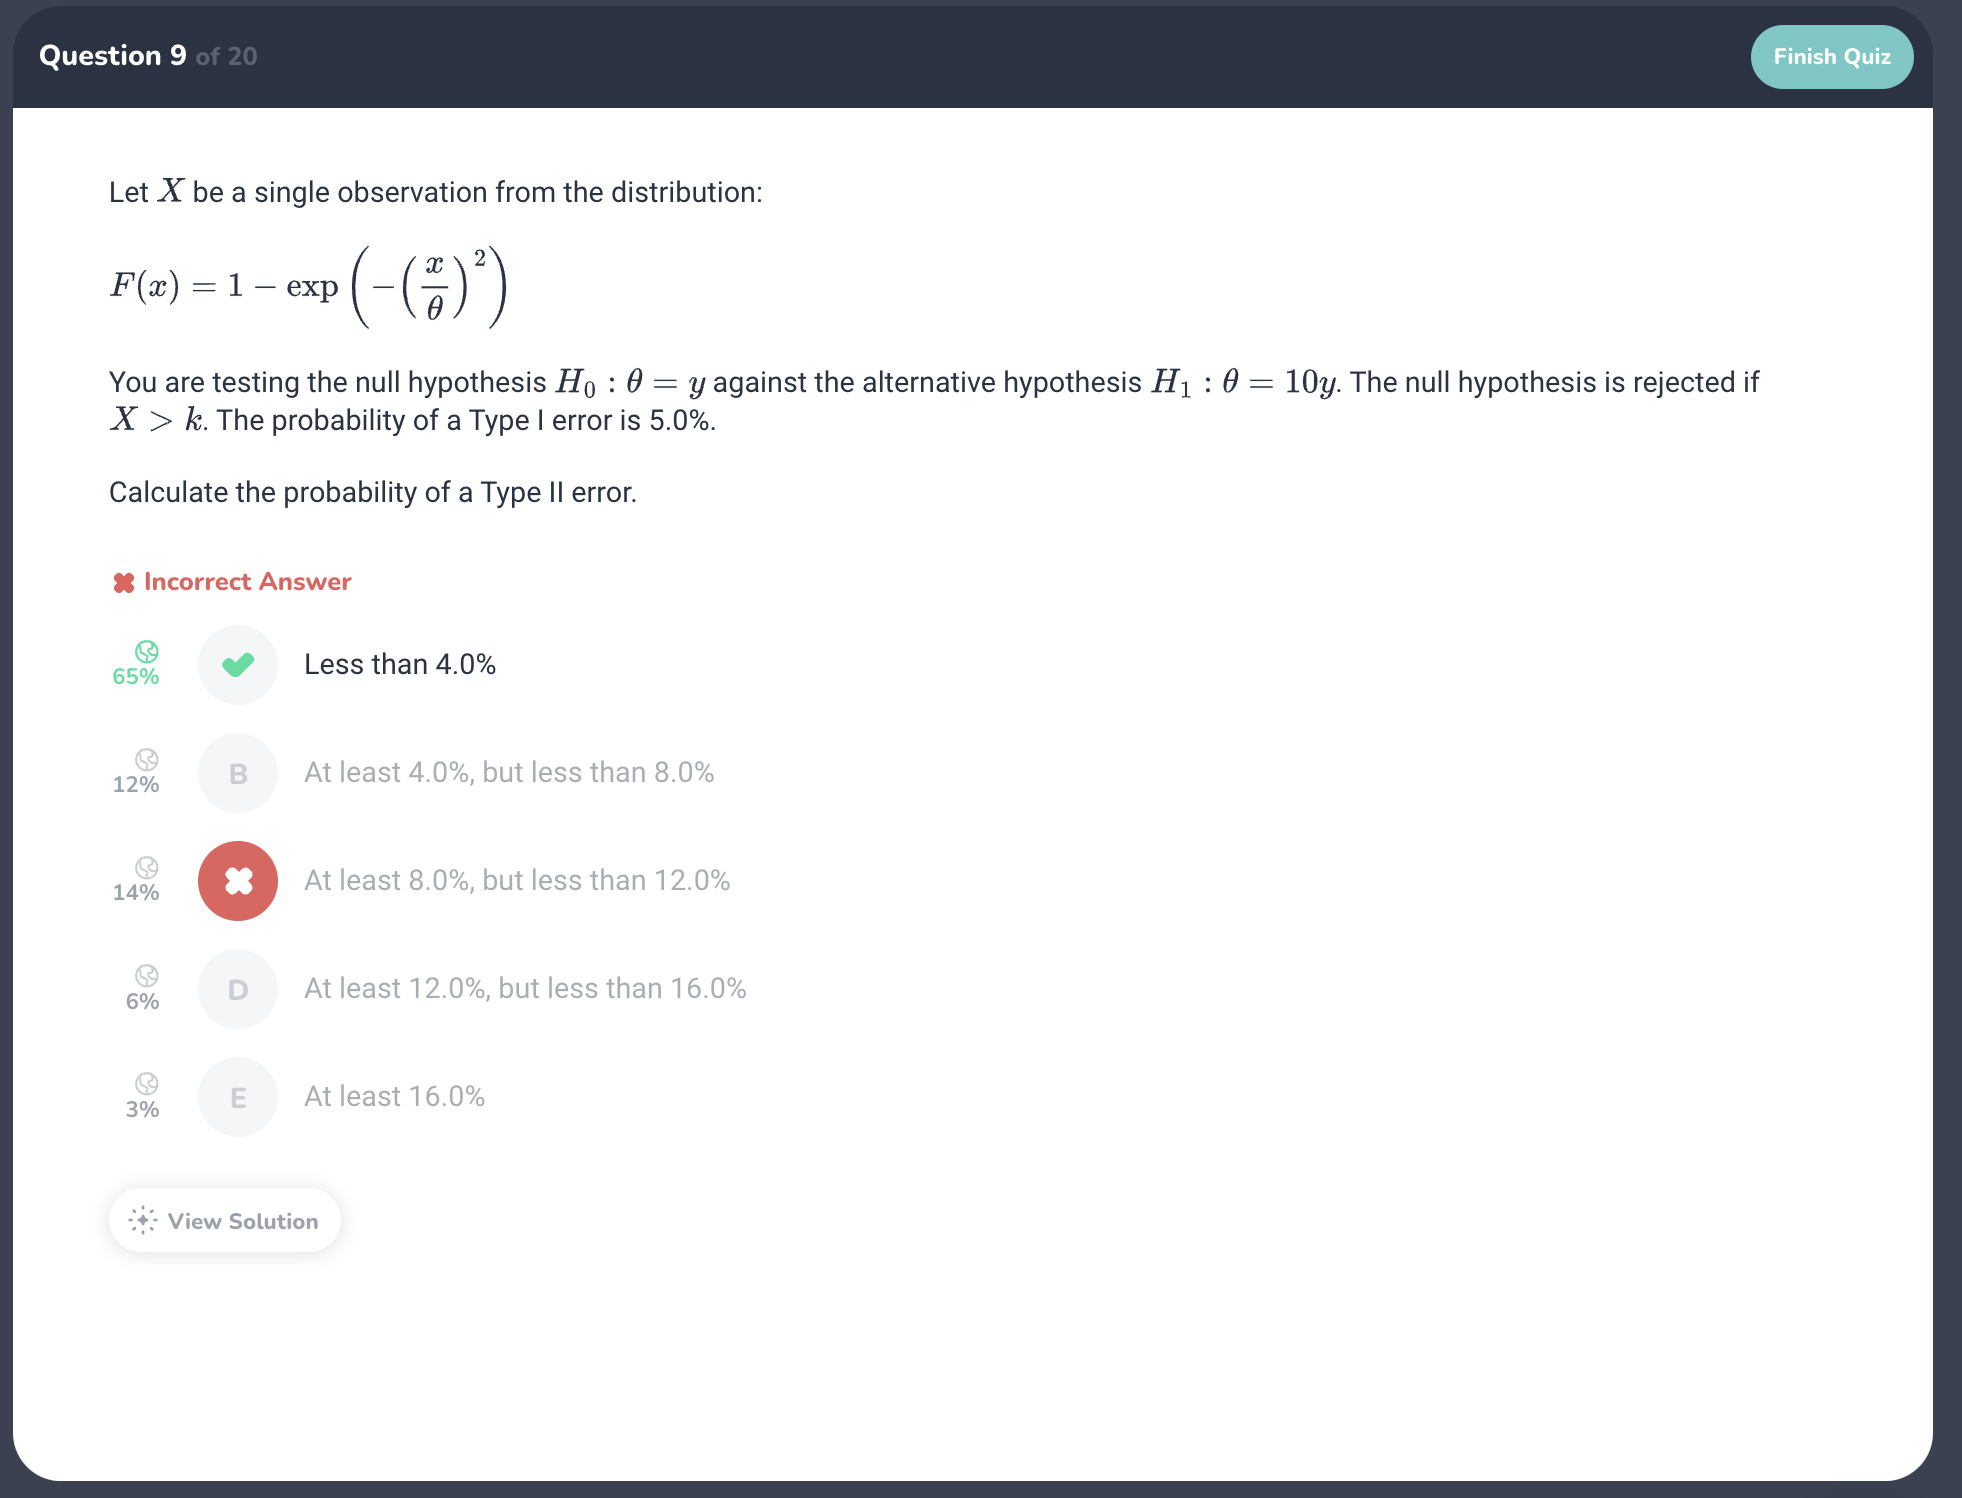 Question 9 of 20
Finish Quiz
Let X be a single observation from the distribution:
F(x) = 1 − exp(−(x/θ)²)
You are testing the null hypothesis H₀ : θ = y against the alternative hypothesis H₁ : θ = 10y. The null hypothesis is rejected if
X > k. The probability of a Type I error is 5.0%.
Calculate the probability of a Type II error.
Incorrect Answer
65% Less than 4.0%
12% B At least 4.0%, but less than 8.0%
14% At least 8.0%, but less than 12.0%
6% D At least 12.0%, but less than 16.0%
3% E At least 16.0%
View Solution